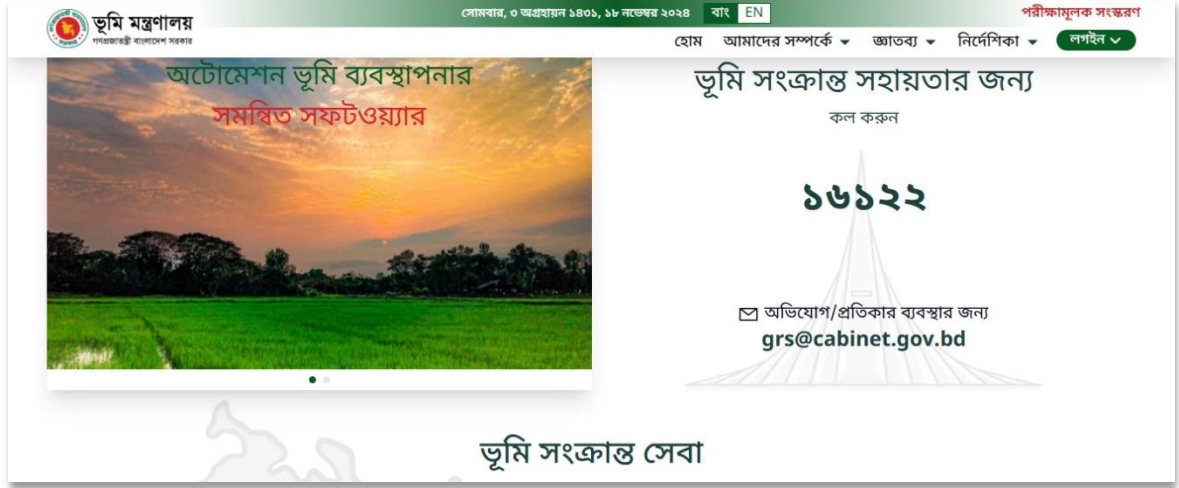 ভূমি মন্ত্রণালয়
গণপ্রজাতন্ত্রী বাংলাদেশ সরকার
সোমবার, ৩ অগ্রহায়ন ১৪৩১, ১৮ নভেম্বর ২০২৪ বাং EN
পরীক্ষামূলক সংস্করণ
হোম আমাদের সম্পর্কে জ্ঞাতব্য নির্দেশিকা লগইন
অটোমেশন ভূমি ব্যবস্থাপনার
সমন্বিত সফটওয়্যার
ভূমি সংক্রান্ত সহায়তার জন্য
কল করুন
১৬১২২
অভিযোগ/প্রতিকার ব্যবস্থার জন্য
grs@cabinet.gov.bd
ভূমি সংক্রান্ত সেবা